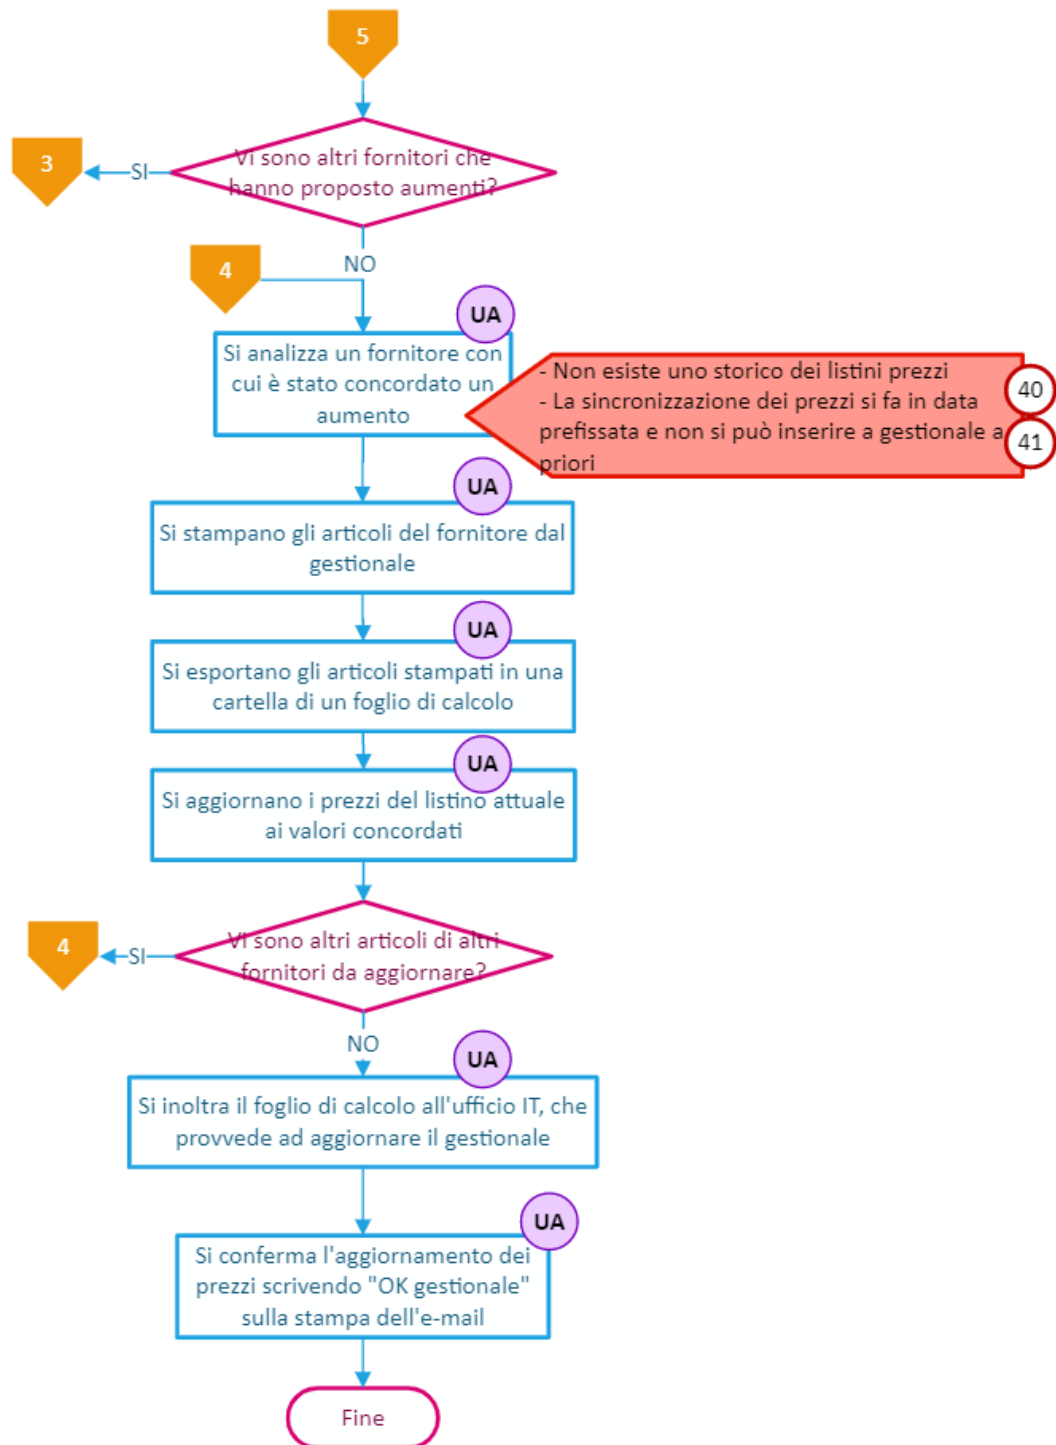 5
Vi sono altri fornitori che
hanno proposto aumenti?
SI
3
NO
4
UA
Si analizza un fornitore con
cui è stato concordato un
aumento
- Non esiste uno storico dei listini prezzi
- La sincronizzazione dei prezzi si fa in data
prefissata e non si può inserire a gestionale a
priori
40
41
UA
Si stampano gli articoli del fornitore dal
gestionale
UA
Si esportano gli articoli stampati in una
cartella di un foglio di calcolo
UA
Si aggiornano i prezzi del listino attuale
ai valori concordati
Vi sono altri articoli di altri
fornitori da aggiornare?
SI
4
NO
UA
Si inoltra il foglio di calcolo all'ufficio IT, che
provvede ad aggiornare il gestionale
UA
Si conferma l'aggiornamento dei
prezzi scrivendo "OK gestionale"
sulla stampa dell'e-mail
Fine